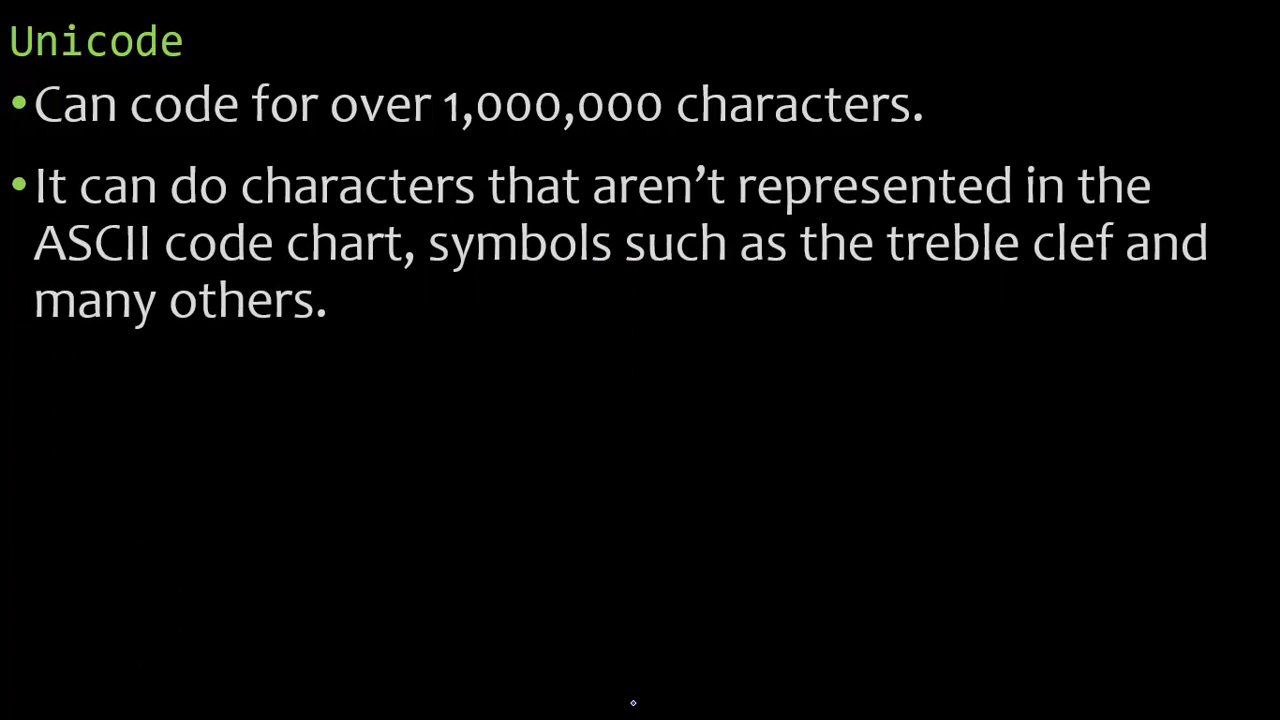 Unicode
•Can code for over 1,000,000 characters.
•It can do characters that aren’t represented in the
ASCII code chart, symbols such as the treble clef and
many others.